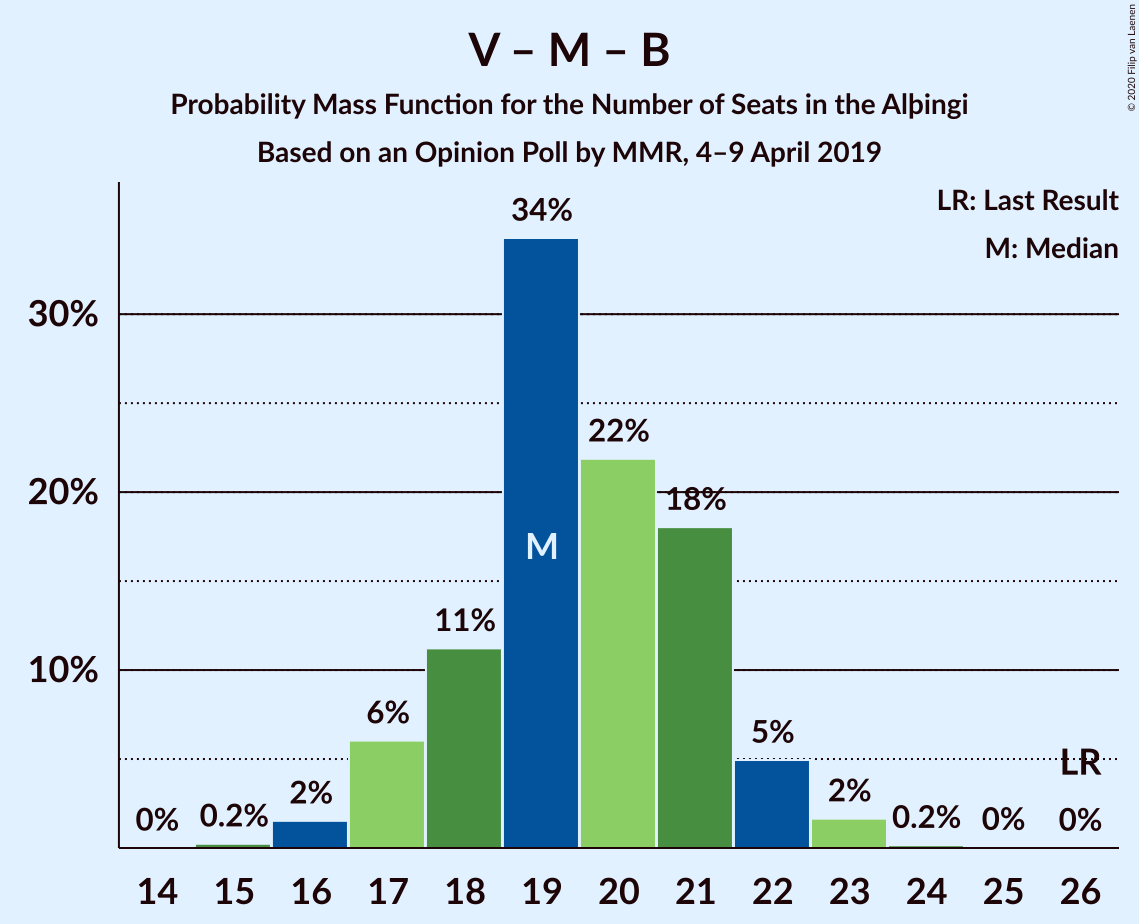 V – M – B
Probability Mass Function for the Number of Seats in the Alþingi
Based on an Opinion Poll by MMR, 4–9 April 2019
© 2020 Filip van Laenen
LR: Last Result
M: Median
34%
30%
22%
20%
18%
M
11%
10%
6%
5%
LR
2%
2%
0%
0.2%
0.2%
0%
0%
14 15 16 17 18 19 20 21 22 23 24 25 26